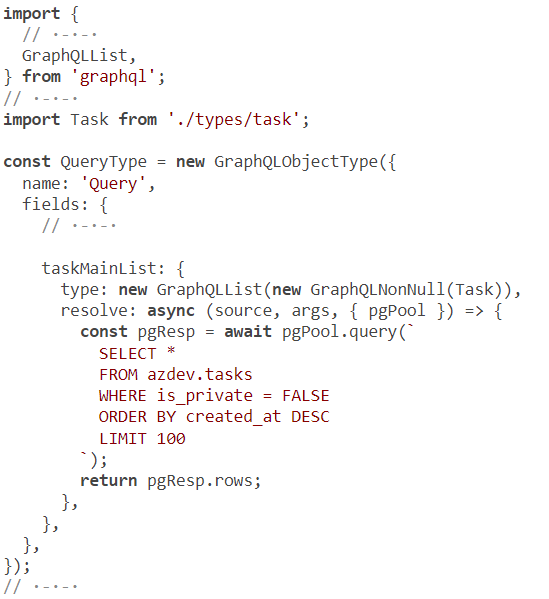 import {
  // ·-·-·
  GraphQLList,
} from 'graphql';
// ·-·-·
import Task from './types/task';

const QueryType = new GraphQLObjectType({
  name: 'Query',
  fields: {
    // ·-·-·

    taskMainList: {
      type: new GraphQLList(new GraphQLNonNull(Task)),
      resolve: async (source, args, { pgPool }) => {
        const pgResp = await pgPool.query(`
          SELECT *
          FROM azdev.tasks
          WHERE is_private = FALSE
          ORDER BY created_at DESC
          LIMIT 100
        `);
        return pgResp.rows;
      },
    },
  },
});
// ·-·-·